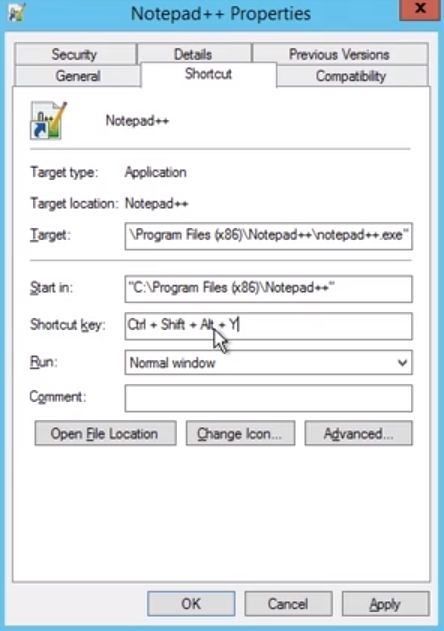 Notepad++ Properties
x
Security Details Previous Versions
General Shortcut Compatibility
Notepad++
Target type: Application
Target location: Notepad++
Target: \Program Files (x86)\Notepad++\notepad++.exe"
Start in: "C:\Program Files (x86)\Notepad++"
Shortcut key: Ctrl + Shift + Alt + Y
Run: Normal window
Comment:
Open File Location Change Icon... Advanced...
OK Cancel Apply